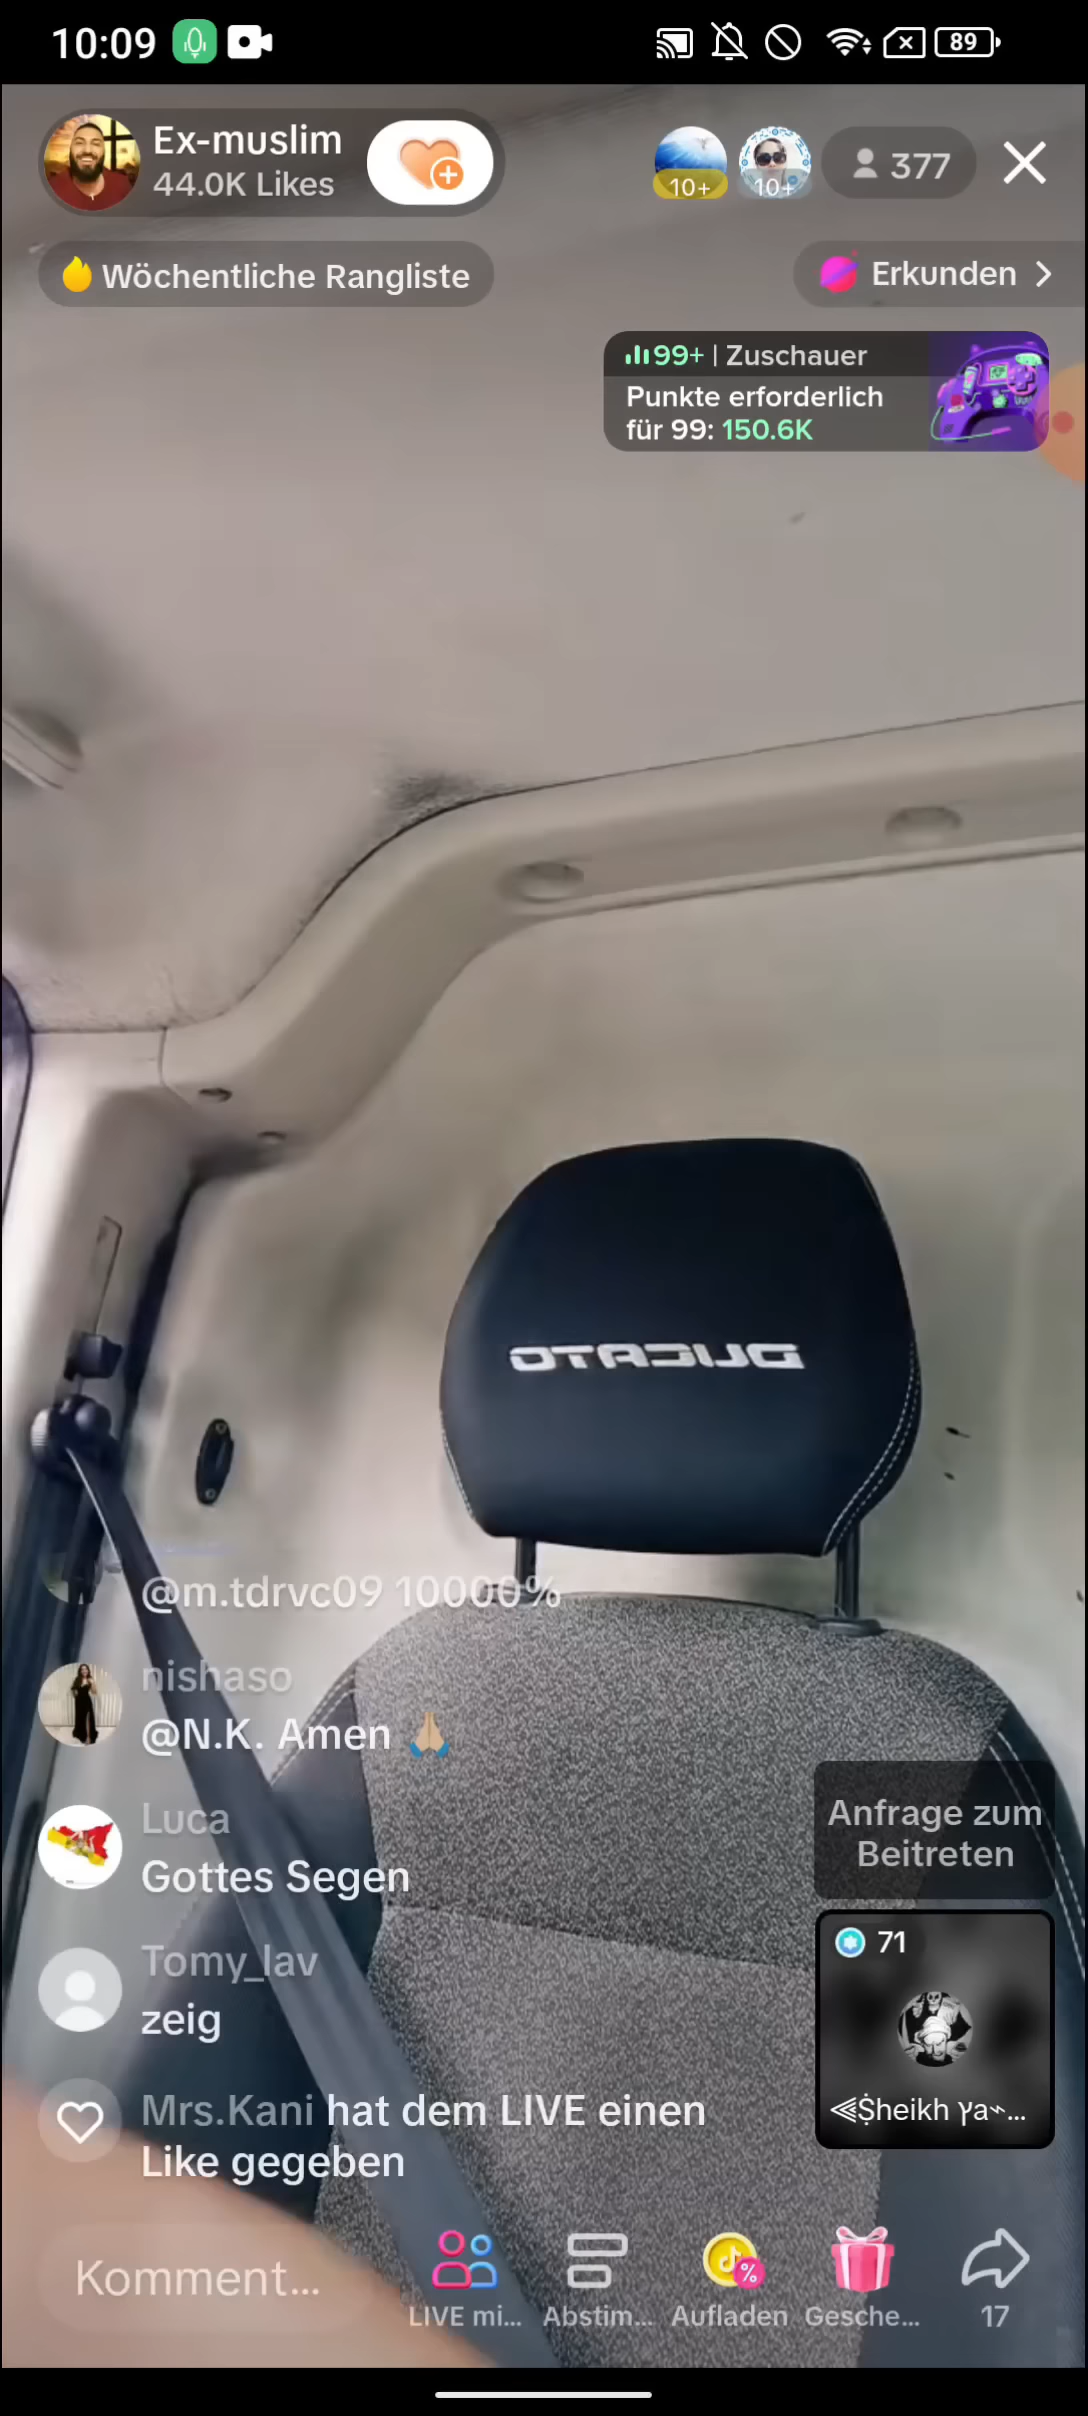 10:09
89
Ex-muslim
44.0K Likes
10+
10+
377
Wöchentliche Rangliste
Erkunden
99+ | Zuschauer
Punkte erforderlich
für 99: 150.6K
DUCATO
@m.tdrvc09 10000%
nishaso
@N.K. Amen 🙏
Luca
Gottes Segen
Tomy_lav
zeig
Mrs.Kani hat dem LIVE einen
Like gegeben
Anfrage zum
Beitreten
71
Komment...
LIVE mi...
Abstim...
Aufladen
Gesche...
17